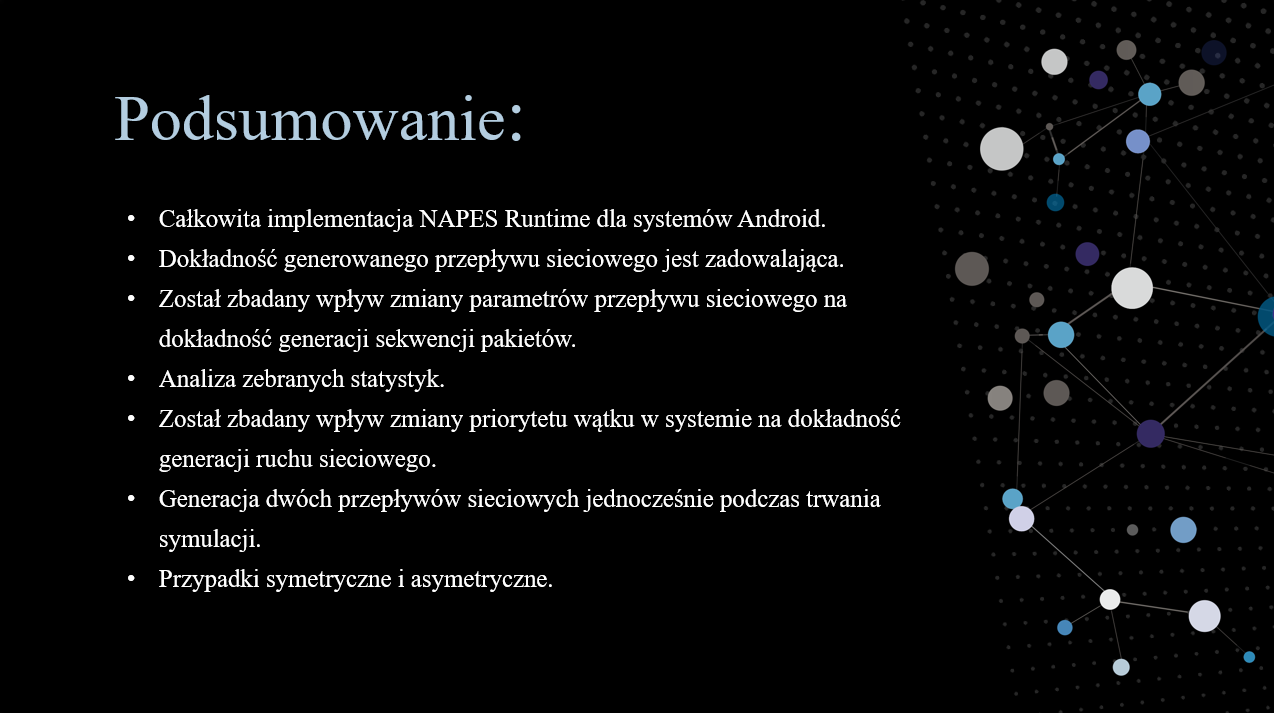 Podsumowanie:
• Całkowita implementacja NAPES Runtime dla systemów Android.
• Dokładność generowanego przepływu sieciowego jest zadowalająca.
• Został zbadany wpływ zmiany parametrów przepływu sieciowego na
dokładność generacji sekwencji pakietów.
• Analiza zebranych statystyk.
• Został zbadany wpływ zmiany priorytetu wątku w systemie na dokładność
generacji ruchu sieciowego.
• Generacja dwóch przepływów sieciowych jednocześnie podczas trwania
symulacji.
• Przypadki symetryczne i asymetryczne.